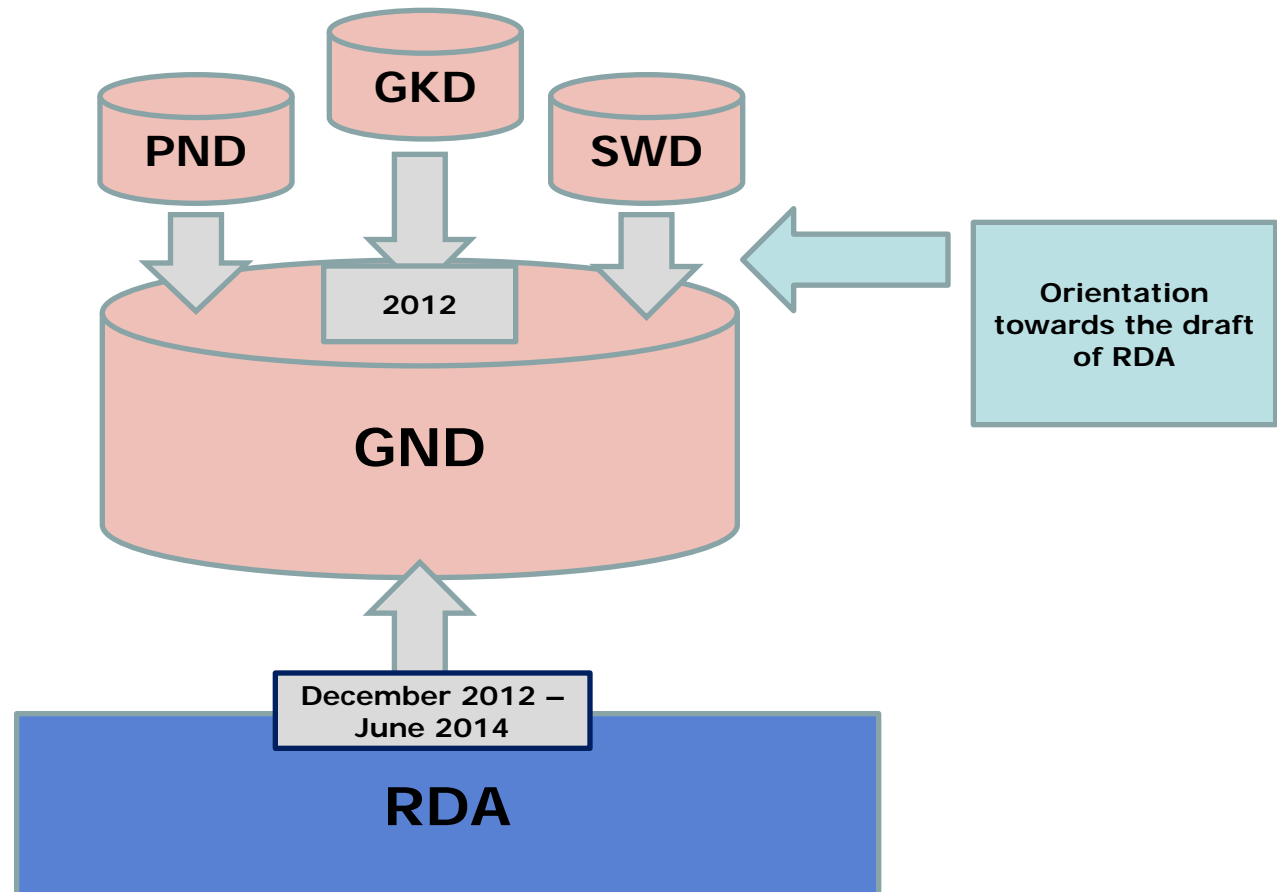 GKD
PND
SWD
2012
Orientation
towards the draft
of RDA
GND
December 2012 –
June 2014
RDA